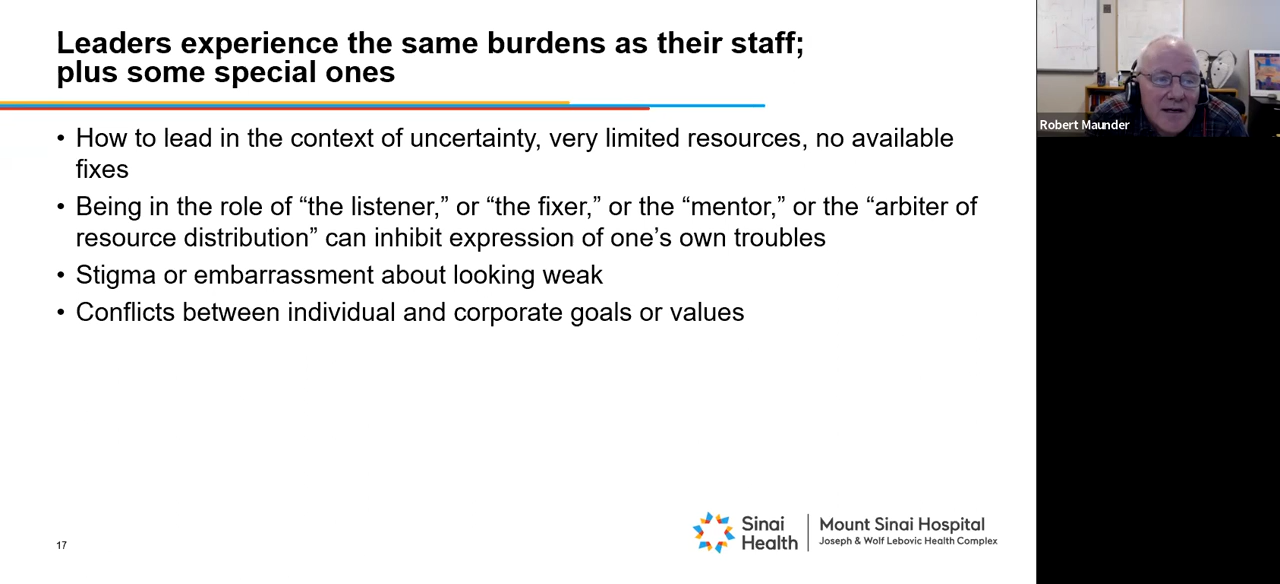 Leaders experience the same burdens as their staff;
plus some special ones
• How to lead in the context of uncertainty, very limited resources, no available
fixes
• Being in the role of “the listener,” or “the fixer,” or the “mentor,” or the “arbiter of
resource distribution” can inhibit expression of one’s own troubles
• Stigma or embarrassment about looking weak
• Conflicts between individual and corporate goals or values
17
Sinai
Health
Mount Sinai Hospital
Joseph & Wolf Lebovic Health Complex
Robert Maunder